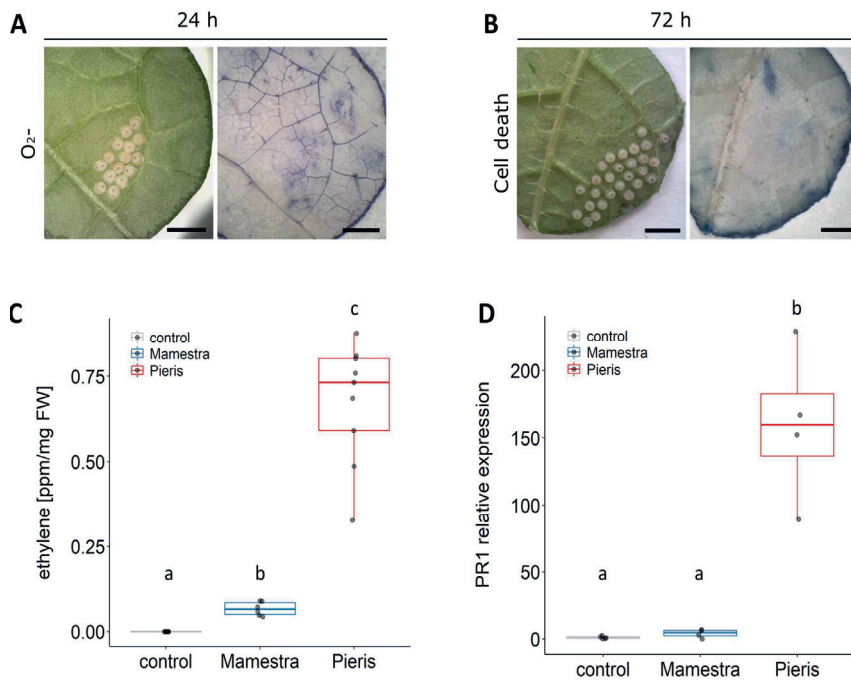 A
24 h
O₂-
B
72 h
Cell death
C
ethylene [ppm/mg FW]
0.75
0.50
0.25
0.00
control
Mamestra
Pieris
a
b
c
control
Mamestra
Pieris
D
PR1 relative expression
200
150
100
50
0
control
Mamestra
Pieris
a
a
b
control
Mamestra
Pieris